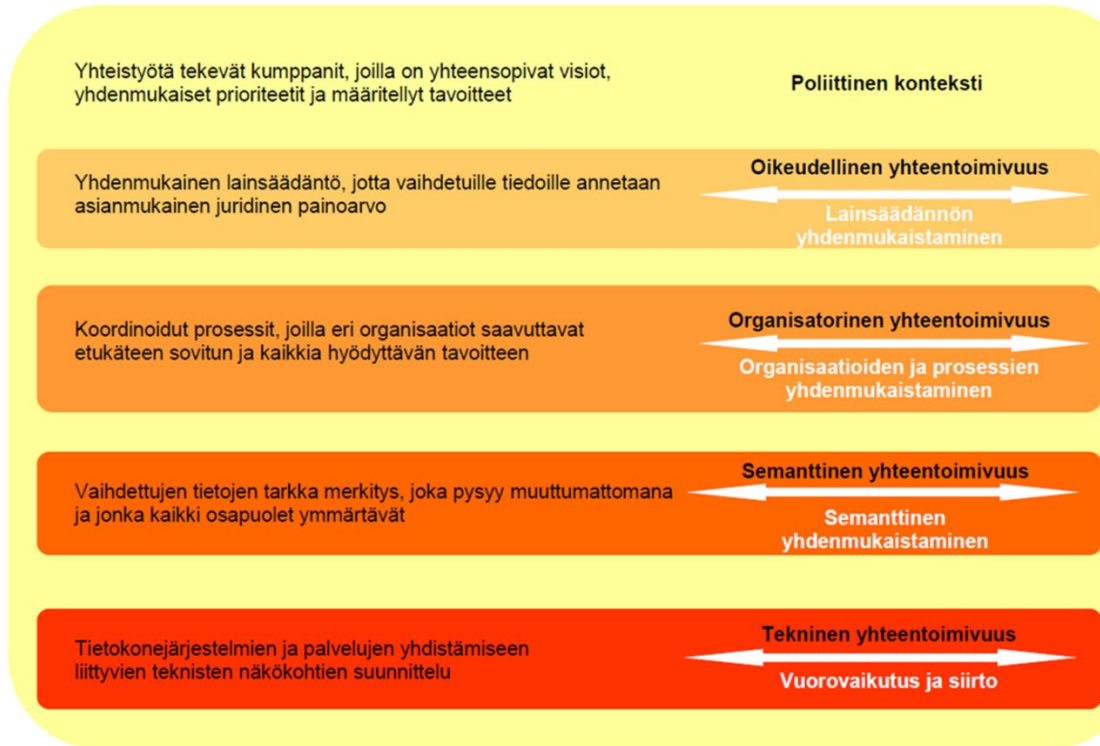 Yhteistyötä tekevät kumppanit, joilla on yhteensopivat visiot,
yhdenmukaiset prioriteetit ja määritellyt tavoitteet
Poliittinen konteksti
Yhdenmukainen lainsäädäntö, jotta vaihdetuille tiedoille annetaan
asianmukainen juridinen painoarvo
Oikeudellinen yhteentoimivuus
Lainsäädännön
yhdenmukaistaminen
Koordinoidut prosessit, joilla eri organisaatiot saavuttavat
etukäteen sovitun ja kaikkia hyödyttävän tavoitteen
Organisatorinen yhteentoimivuus
Organisaatioiden ja prosessien
yhdenmukaistaminen
Vaihdettujen tietojen tarkka merkitys, joka pysyy muuttumattomana
ja jonka kaikki osapuolet ymmärtävät
Semanttinen yhteentoimivuus
Semanttinen
yhdenmukaistaminen
Tietokonejärjestelmien ja palvelujen yhdistämiseen
liittyvien teknisten näkökohtien suunnittelu
Tekninen yhteentoimivuus
Vuorovaikutus ja siirto